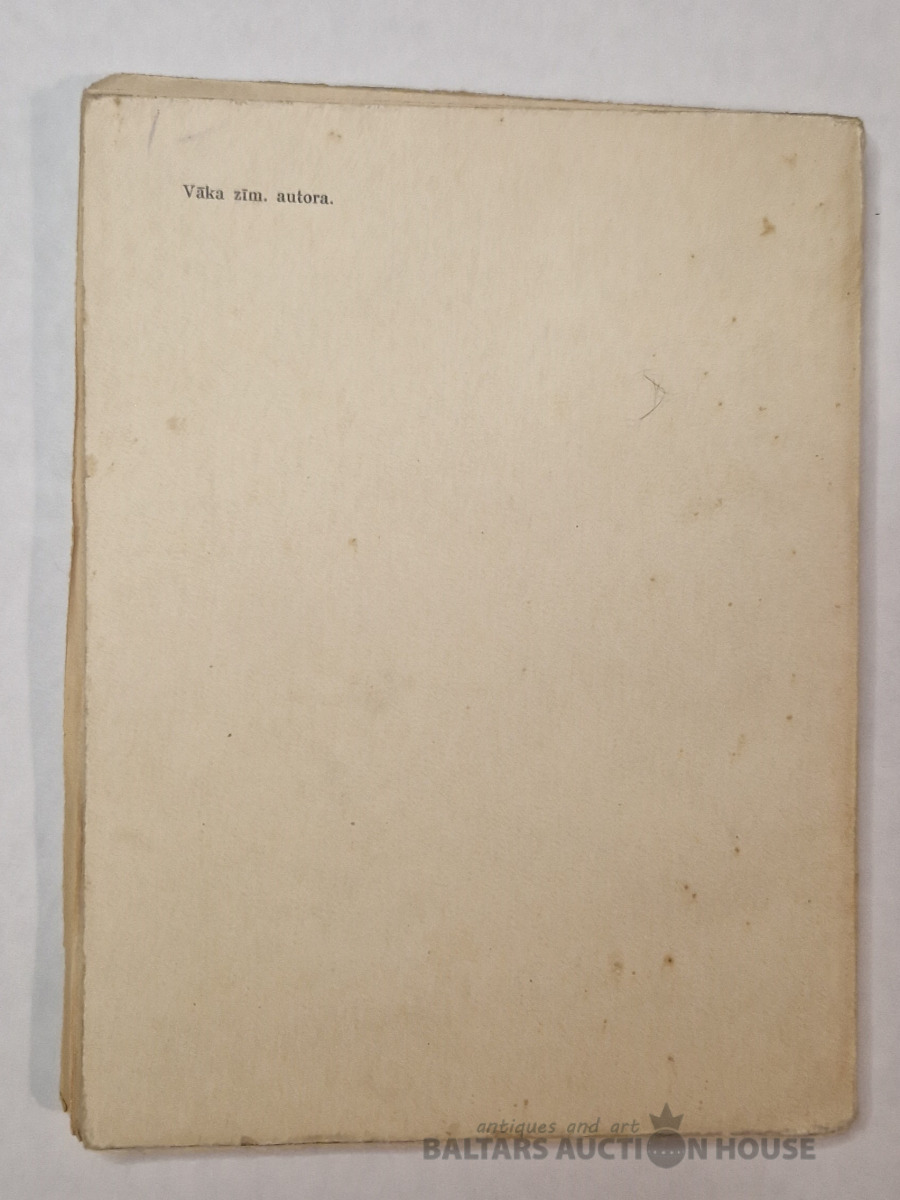 Vāka zīm. autora.
antiques and art
BALTARS AUCTION HOUSE